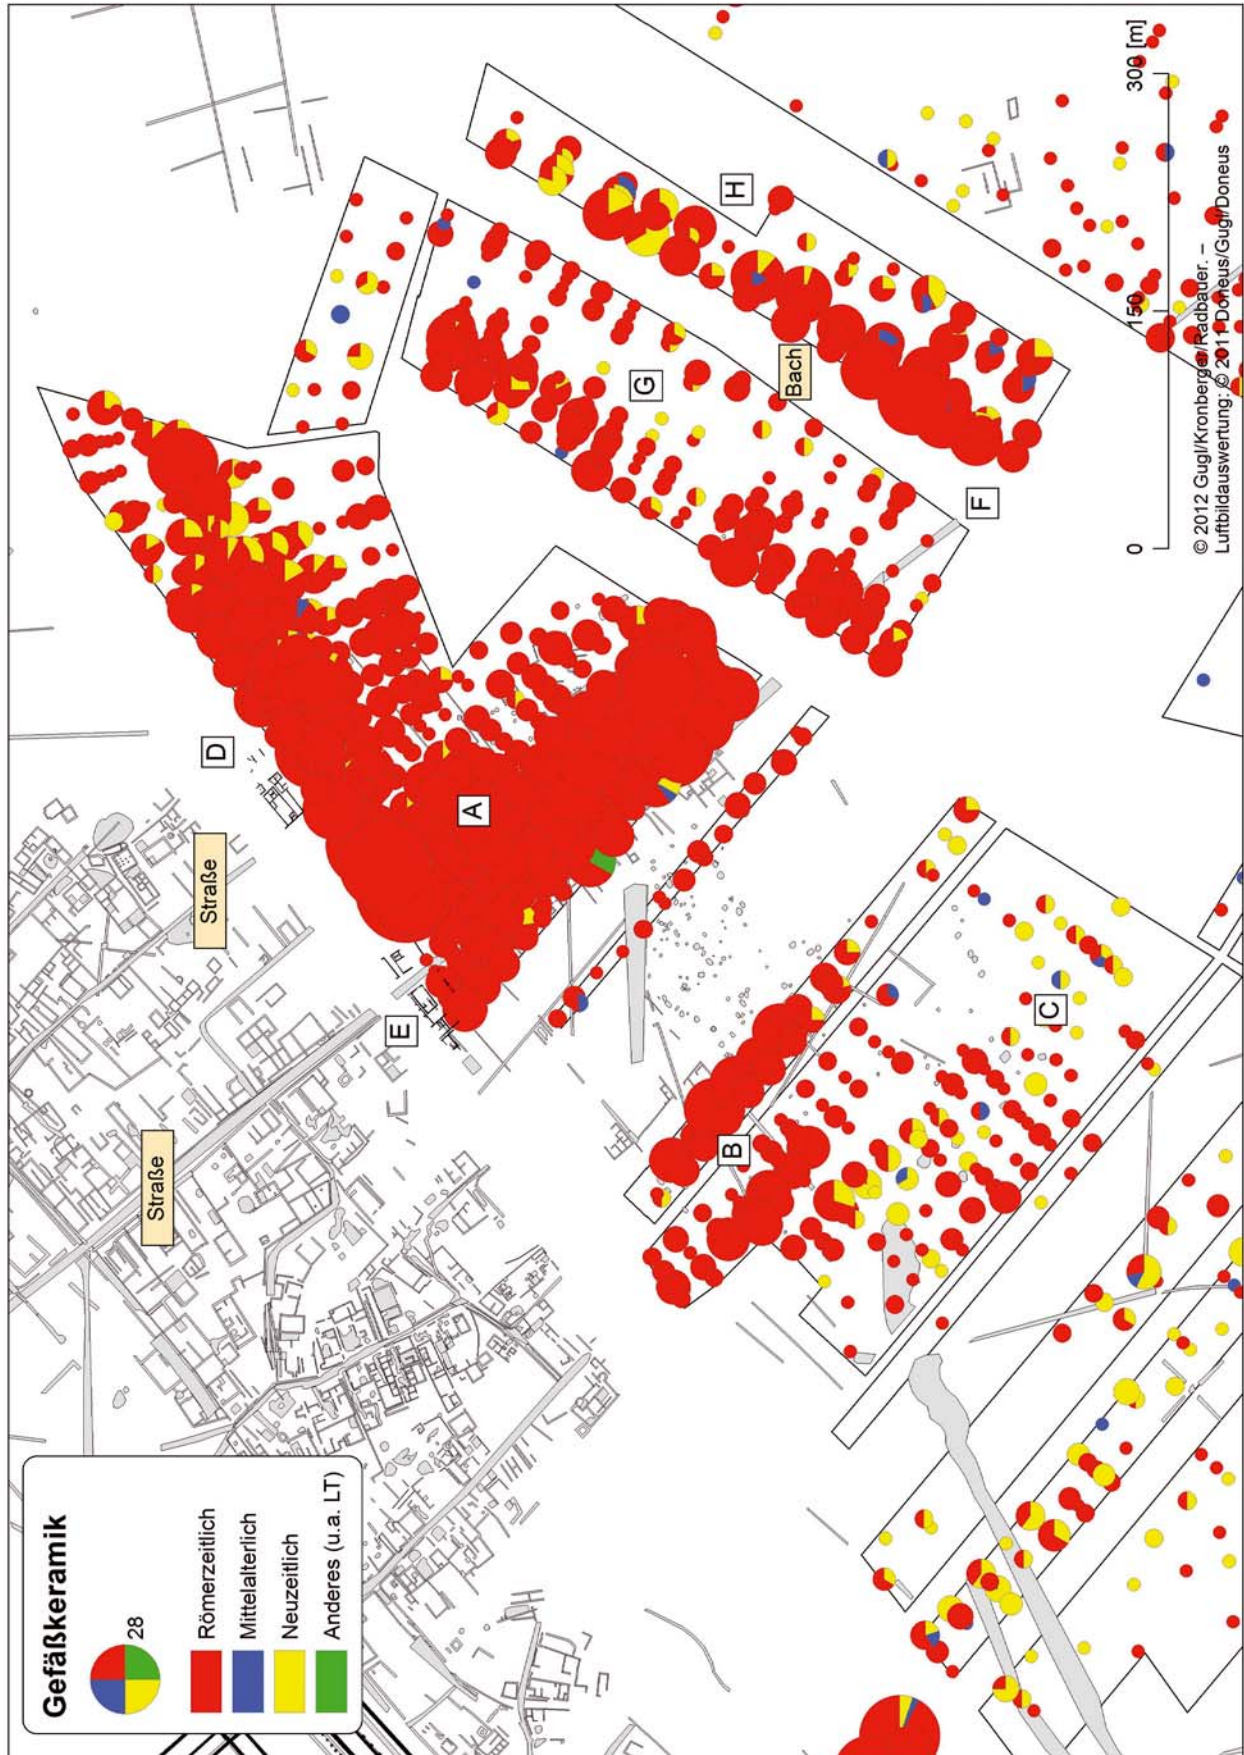 Gefäßkeramik
28
Römerzeitlich
Mittelalterlich
Neuzeitlich
Anderes (u.a. LT)
Straße
Straße
E
D
A
B
C
G
H
F
Bach
0
150
300 [m]
© 2012 Gugl/Kronberger/Radbauer. –
Luftbildauswertung: © 2011 Doneus/Gugl/Doneus